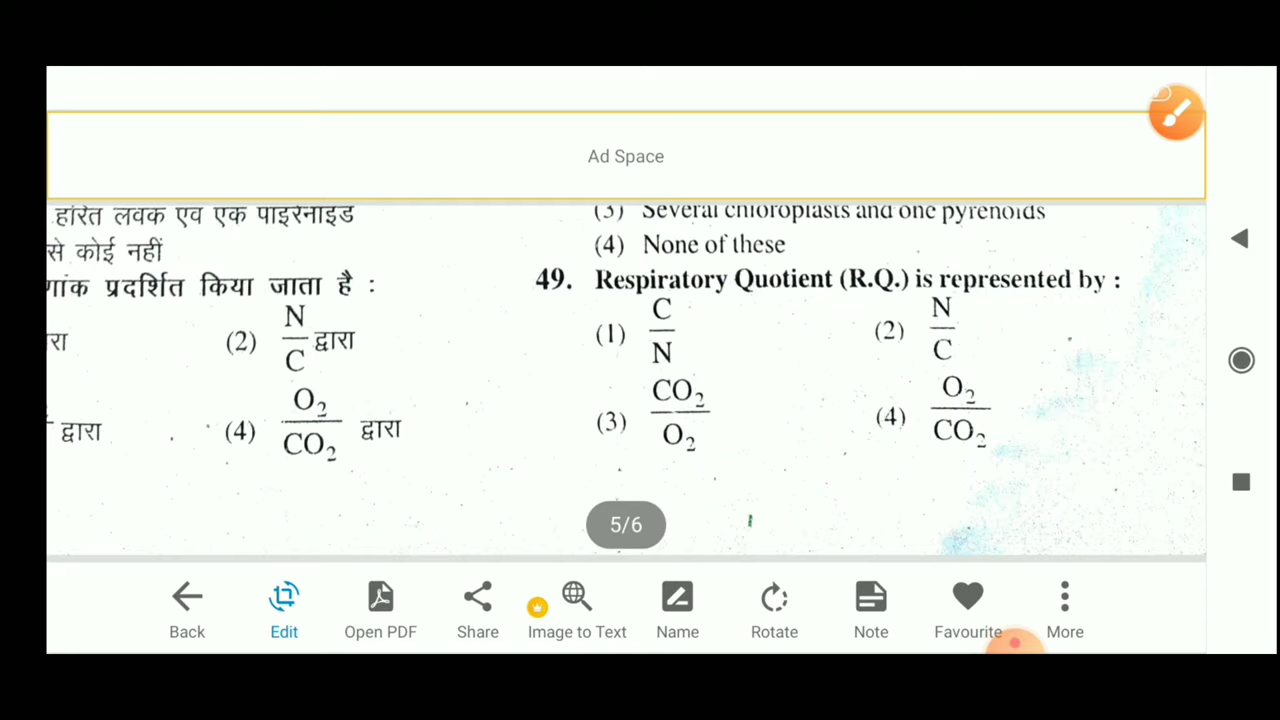 Ad Space
हरित लवक एवं एक पाइरेनाइड
से कोई नहीं
प्रदर्शित किया जाता है :
(2) N/C द्वारा
द्वारा (4) O₂/CO₂ द्वारा
(3) Several chloroplasts and one pyrenoids
(4) None of these
49. Respiratory Quotient (R.Q.) is represented by :
(1) C/N (2) N/C
(3) CO₂/O₂ (4) O₂/CO₂
5/6
Back Edit Open PDF Share Image to Text Name Rotate Note Favourite More